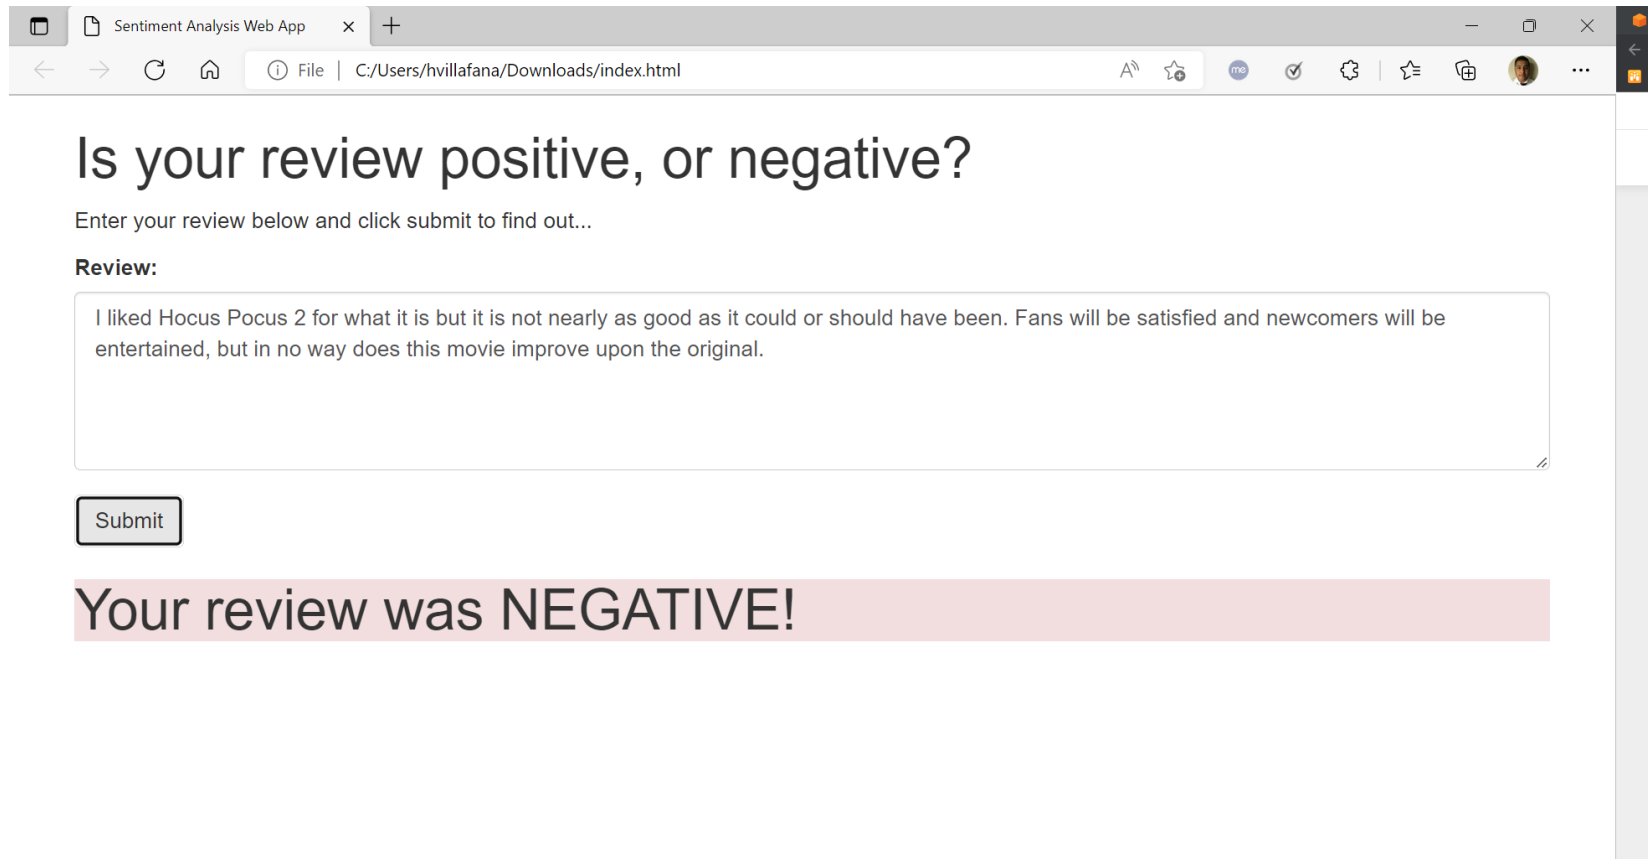 Sentiment Analysis Web App
File | C:/Users/hvillafana/Downloads/index.html
me
Is your review positive, or negative?
Enter your review below and click submit to find out...
Review:
I liked Hocus Pocus 2 for what it is but it is not nearly as good as it could or should have been. Fans will be satisfied and newcomers will be
entertained, but in no way does this movie improve upon the original.
Submit
Your review was NEGATIVE!